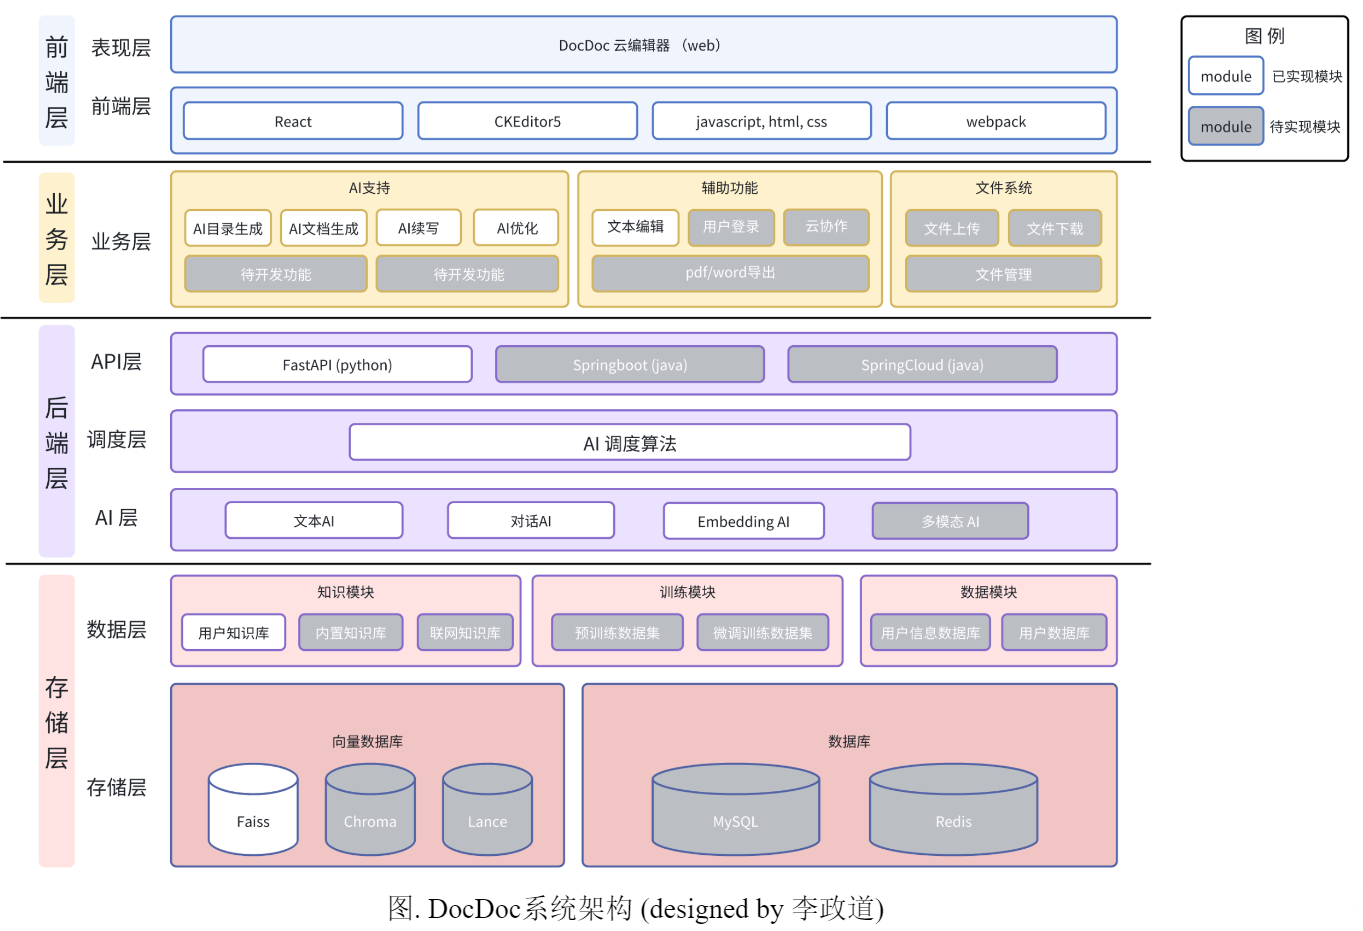 前端层
表现层
DocDoc 云编辑器 （web）
前端层
React
CKEditor5
javascript, html, css
webpack
图 例
module
已实现模块
module
待实现模块
业务层
业务层
AI支持
AI目录生成
AI文档生成
AI续写
AI优化
待开发功能
待开发功能
辅助功能
文本编辑
用户登录
云协作
pdf/word导出
文件系统
文件上传
文件下载
文件管理
后端层
API层
FastAPI (python)
Springboot (java)
SpringCloud (java)
调度层
AI 调度算法
AI 层
文本AI
对话AI
Embedding AI
多模态 AI
存储层
数据层
知识模块
用户知识库
内置知识库
联网知识库
训练模块
预训练数据集
微调训练数据集
数据模块
用户信息数据库
用户数据库
存储层
向量数据库
Faiss
Chroma
Lance
数据库
MySQL
Redis
图. DocDoc系统架构 (designed by 李政道)